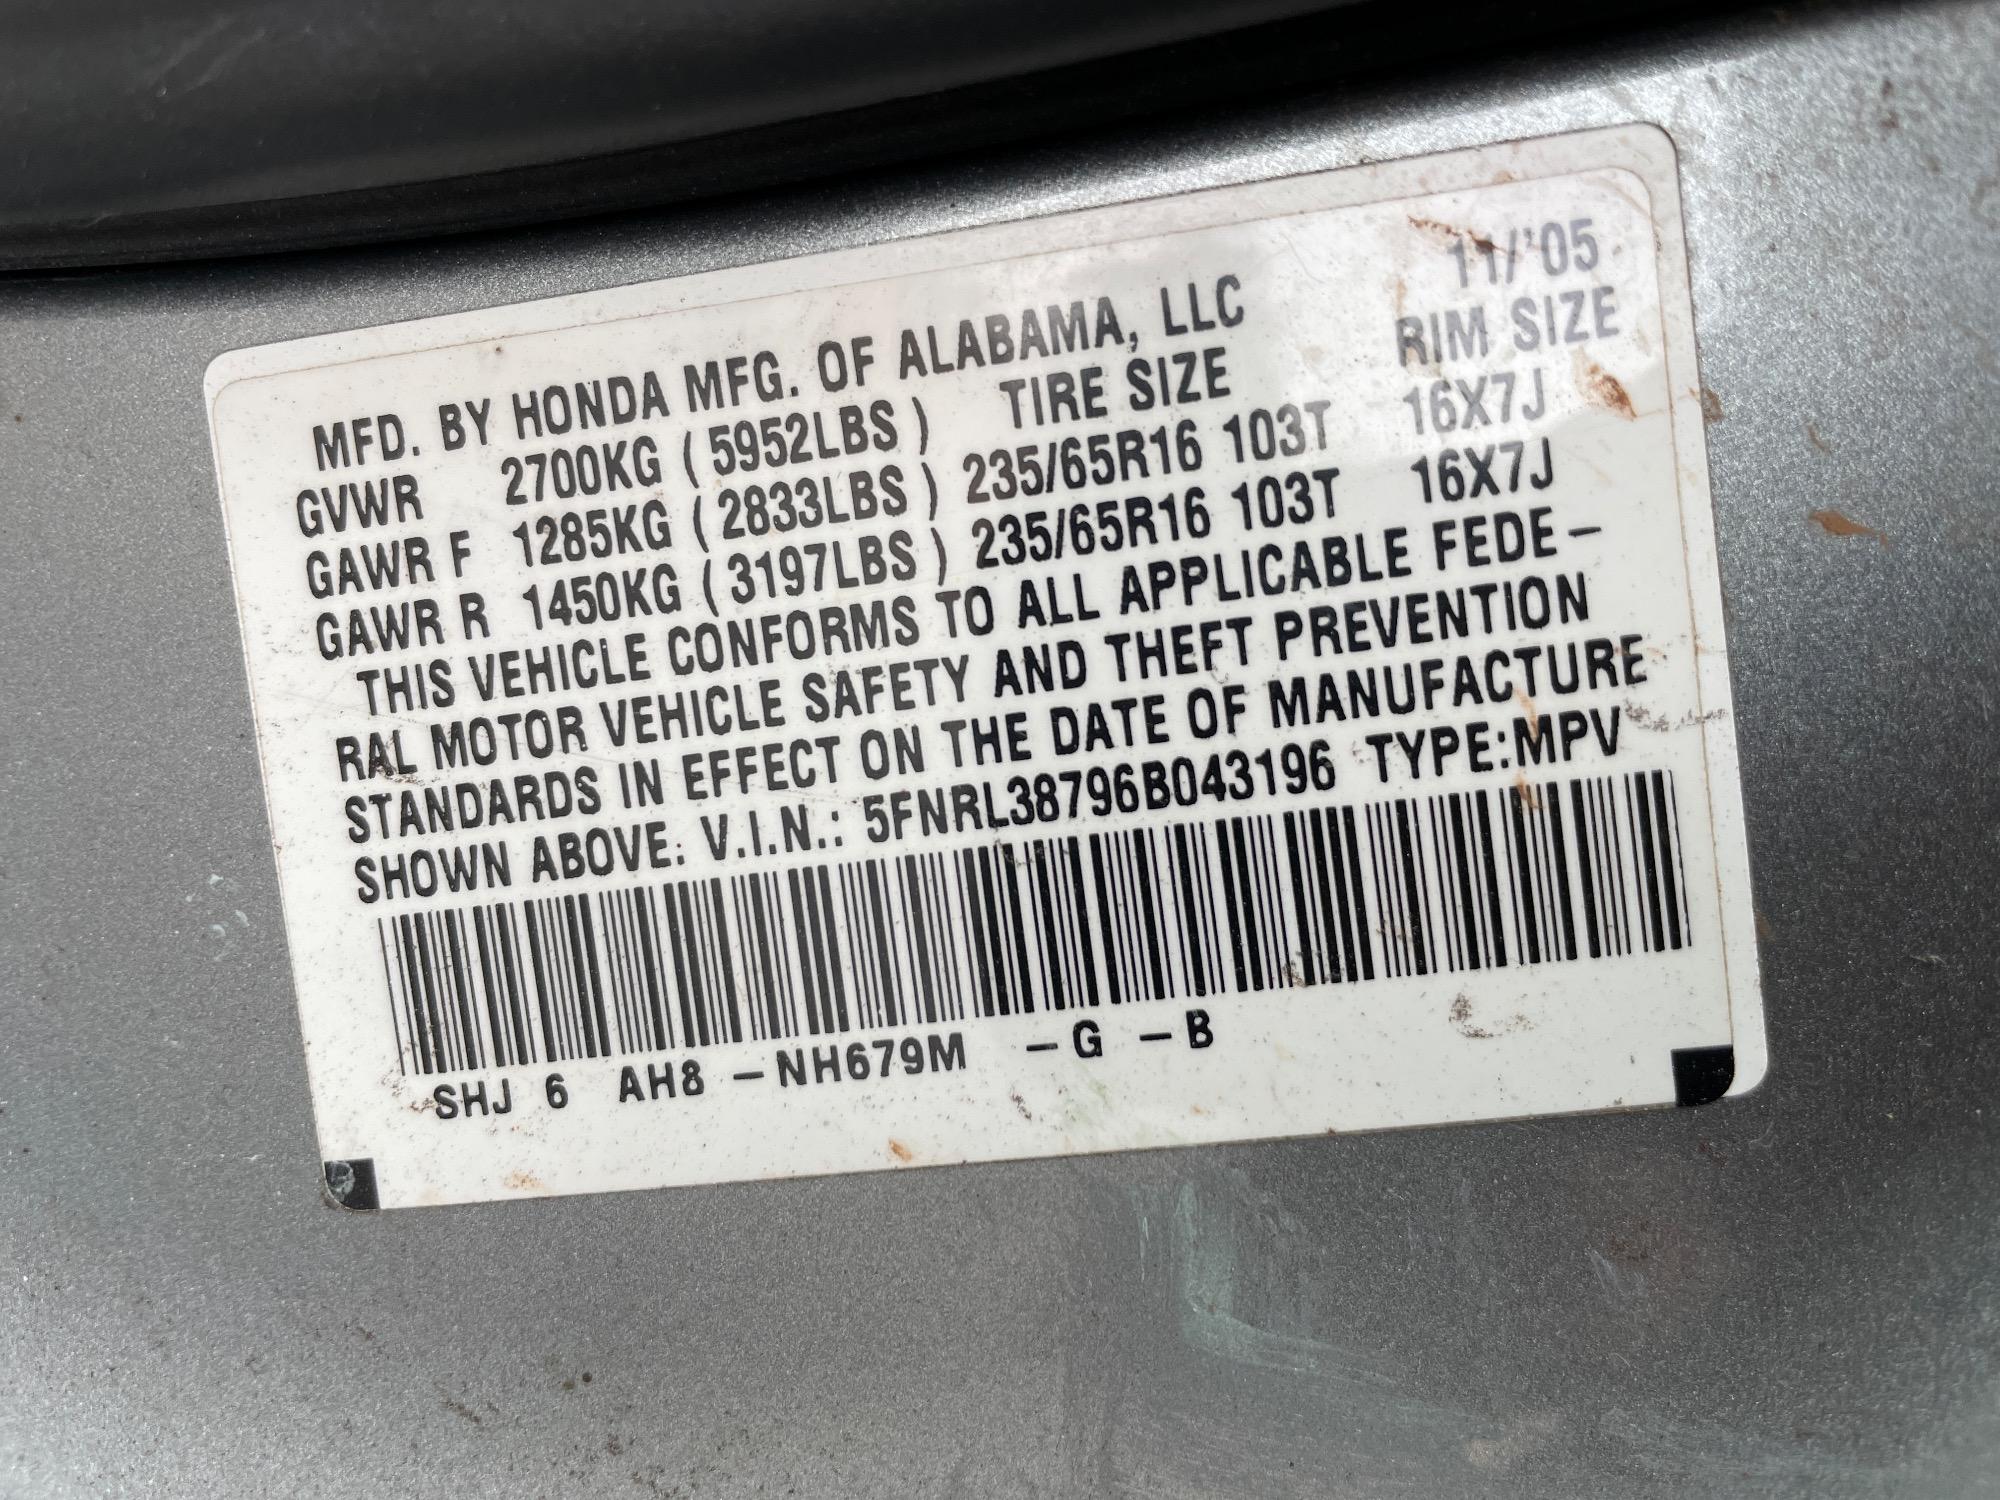 11/'05
MFD. BY HONDA MFG. OF ALABAMA, LLC RIM SIZE
GVWR 2700KG ( 5952LBS ) TIRE SIZE
GAWR F 1285KG ( 2833LBS ) 235/65R16 103T 16X7J
GAWR R 1450KG ( 3197LBS ) 235/65R16 103T 16X7J
THIS VEHICLE CONFORMS TO ALL APPLICABLE FEDE–
RAL MOTOR VEHICLE SAFETY AND THEFT PREVENTION
STANDARDS IN EFFECT ON THE DATE OF MANUFACTURE
SHOWN ABOVE: V.I.N.: 5FNRL38796B043196 TYPE:MPV
SHJ 6 AH8 –NH679M –G –B